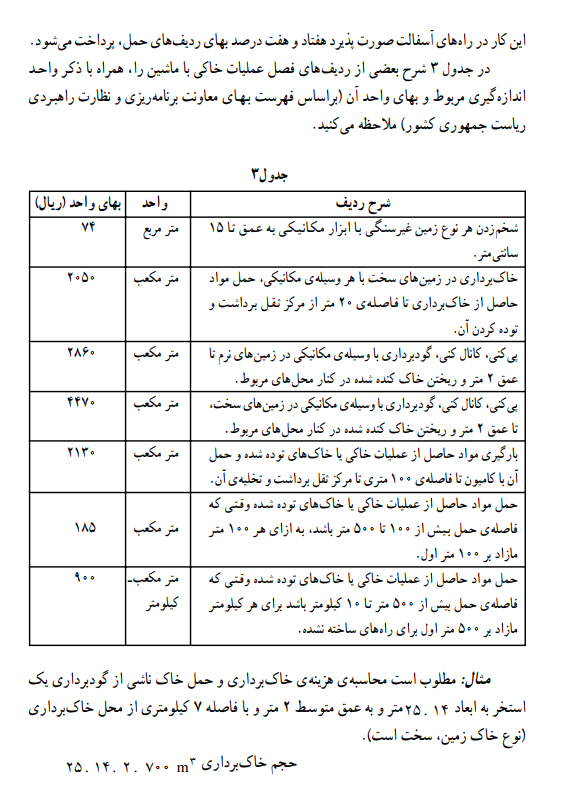 این کار در راه‌های آسفالت صورت پذیرد هفتاد و هفت درصد بهای ردیف‌های حمل، پرداخت می‌شود.
در جدول ۳ شرح بعضی از ردیف‌های فصل عملیات خاکی با ماشین را، همراه با ذکر واحد
اندازه‌گیری مربوط و بهای واحد آن (براساس فهرست بهای معاونت برنامه‌ریزی و نظارت راهبردی
ریاست جمهوری کشور) ملاحظه می‌کنید.
جدول۳
شرح ردیف واحد بهای واحد (ریال)
شخم‌زدن هر نوع زمین غیرسنگی با ابزار مکانیکی به عمق تا ۱۵ متر مربع ۷۴
سانتی‌متر.
خاک‌برداری در زمین‌های سخت با هر وسیله‌ی مکانیکی، حمل مواد متر مکعب ۲۰۵۰
حاصل از خاک‌برداری تا فاصله‌ی ۲۰ متر از مرکز ثقل برداشت و
توده کردن آن.
پی‌کنی، کانال کنی، گودبرداری با وسیله‌ی مکانیکی در زمین‌های نرم تا متر مکعب ۲۸۶۰
عمق ۲ متر و ریختن خاک کنده شده در کنار محل‌های مربوط.
پی‌کنی، کانال کنی، گودبرداری با وسیله‌ی مکانیکی در زمین‌های سخت، متر مکعب ۴۴۷۰
تا عمق ۲ متر و ریختن خاک کنده شده در کنار محل‌های مربوط.
بارگیری مواد حاصل از عملیات خاکی یا خاک‌های توده شده و حمل متر مکعب ۲۱۳۰
آن با کامیون تا فاصله‌ی ۱۰۰ متری تا مرکز ثقل برداشت و تخلیه‌ی آن.
حمل مواد حاصل از عملیات خاکی یا خاک‌های توده شده وقتی که
فاصله‌ی حمل بیش از ۱۰۰ تا ۵۰۰ متر باشد، به ازای هر ۱۰۰ متر متر مکعب ۱۸۵
مازاد بر ۱۰۰ متر اول.
حمل مواد حاصل از عملیات خاکی یا خاک‌های توده شده وقتی که متر مکعب- ۹۰۰
فاصله‌ی حمل بیش از ۵۰۰ متر تا ۱۰ کیلومتر باشد برای هر کیلومتر کیلومتر
مازاد بر ۵۰۰ متر اول برای راه‌های ساخته نشده.
مثال: مطلوب است محاسبه‌ی هزینه‌ی خاک‌برداری و حمل خاک ناشی از گودبرداری یک
استخر به ابعاد ۱۴ . ۲۵متر و به عمق متوسط ۲ متر و با فاصله ۷ کیلومتری از محل خاک‌برداری
(نوع خاک زمین، سخت است).
حجم خاک‌برداری ۲۵. ۱۴. ۲. ۷۰۰ m۳